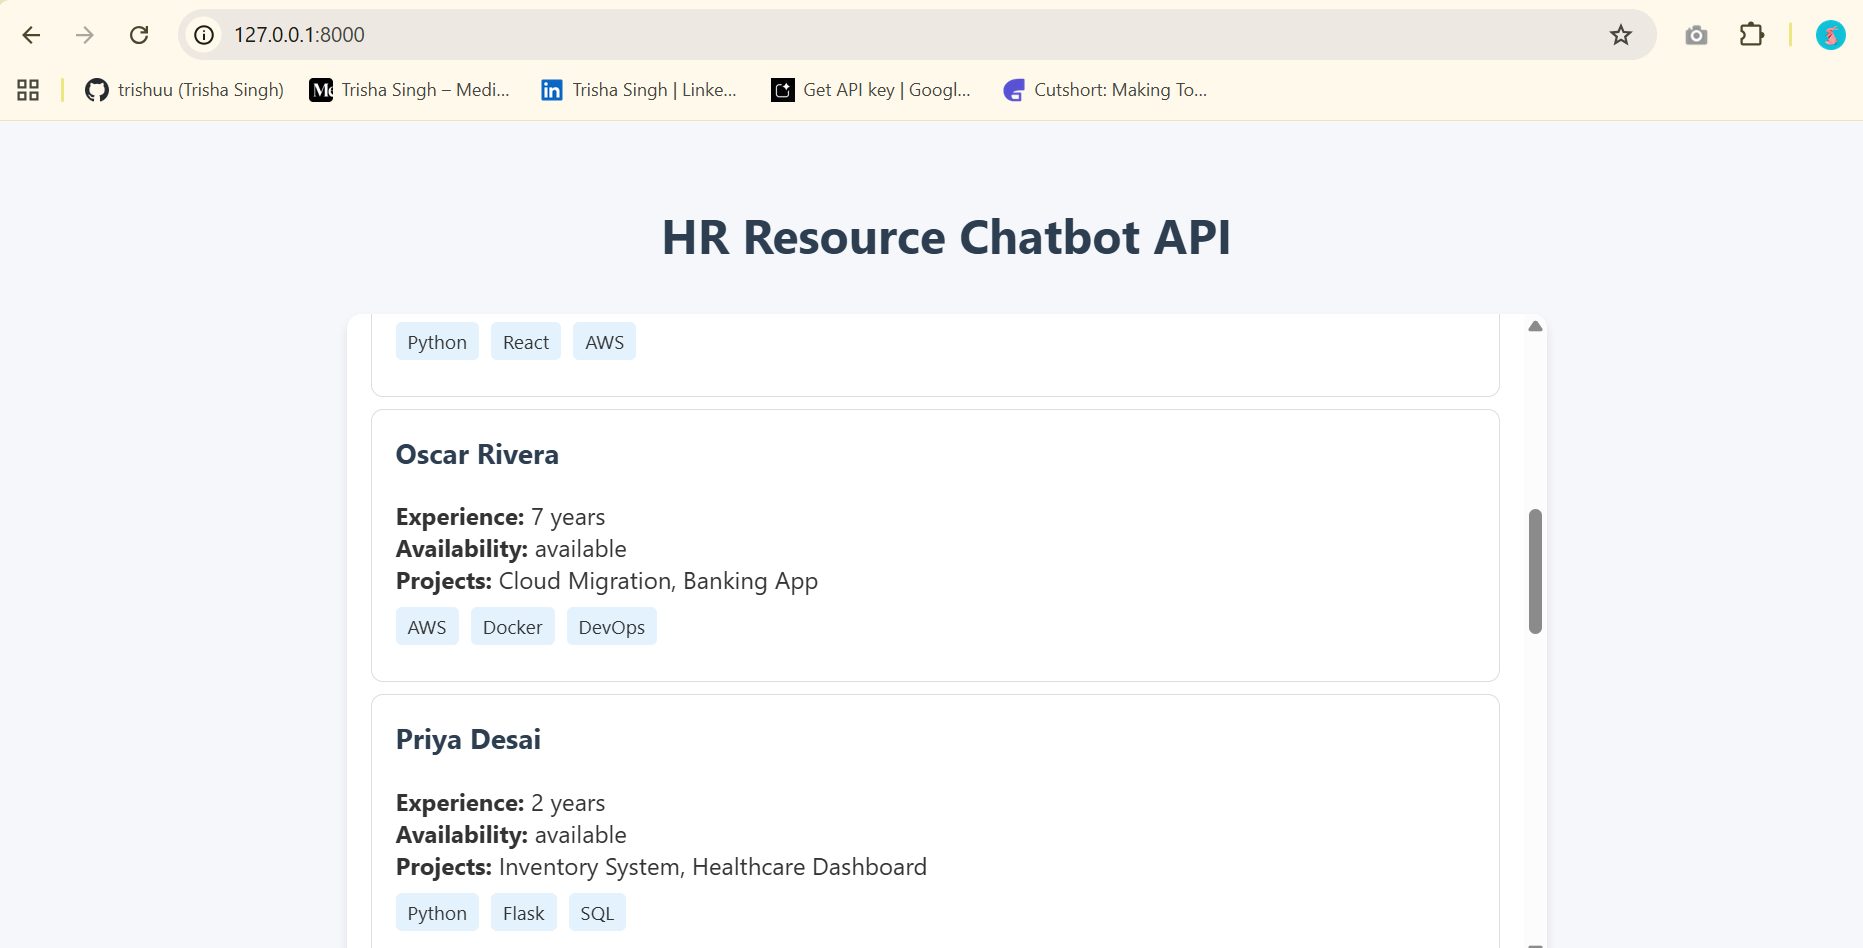 127.0.0.1:8000
trishuu (Trisha Singh) Trisha Singh – Medi... Trisha Singh | Linke... Get API key | Googl... Cutshort: Making To...
HR Resource Chatbot API
Python React AWS
Oscar Rivera
Experience: 7 years
Availability: available
Projects: Cloud Migration, Banking App
AWS Docker DevOps
Priya Desai
Experience: 2 years
Availability: available
Projects: Inventory System, Healthcare Dashboard
Python Flask SQL